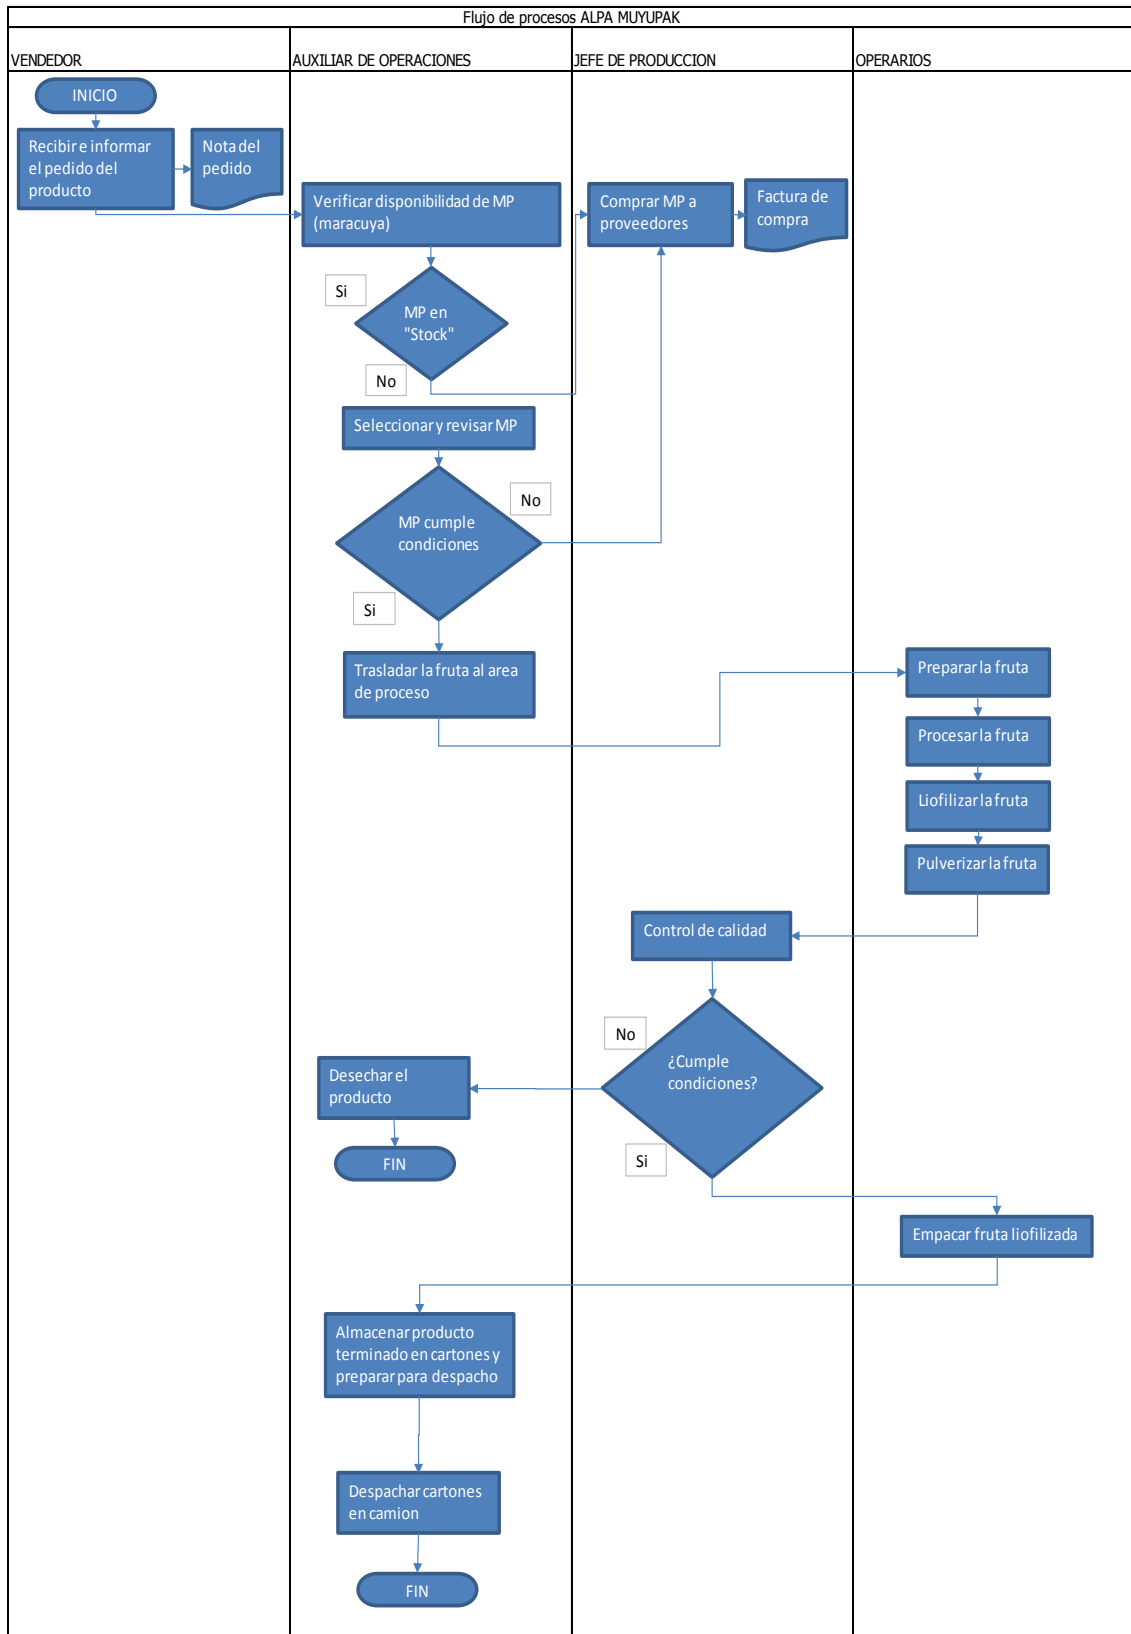 Flujo de procesos ALPA MUYUPAK
VENDEDOR
AUXILIAR DE OPERACIONES
JEFE DE PRODUCCION
OPERARIOS
INICIO
Recibir e informar
el pedido del
producto
Nota del
pedido
Verificar disponibilidad de MP
(maracuya)
Comprar MP a
proveedores
Factura de
compra
Si
MP en
"Stock"
No
Seleccionar y revisar MP
No
MP cumple
condiciones
Si
Trasladar la fruta al area
de proceso
Preparar la fruta
Procesar la fruta
Liofilizar la fruta
Pulverizar la fruta
Control de calidad
No
¿Cumple
condiciones?
Desechar el
producto
Si
FIN
Empacar fruta liofilizada
Almacenar producto
terminado en cartones y
preparar para despacho
Despachar cartones
en camion
FIN